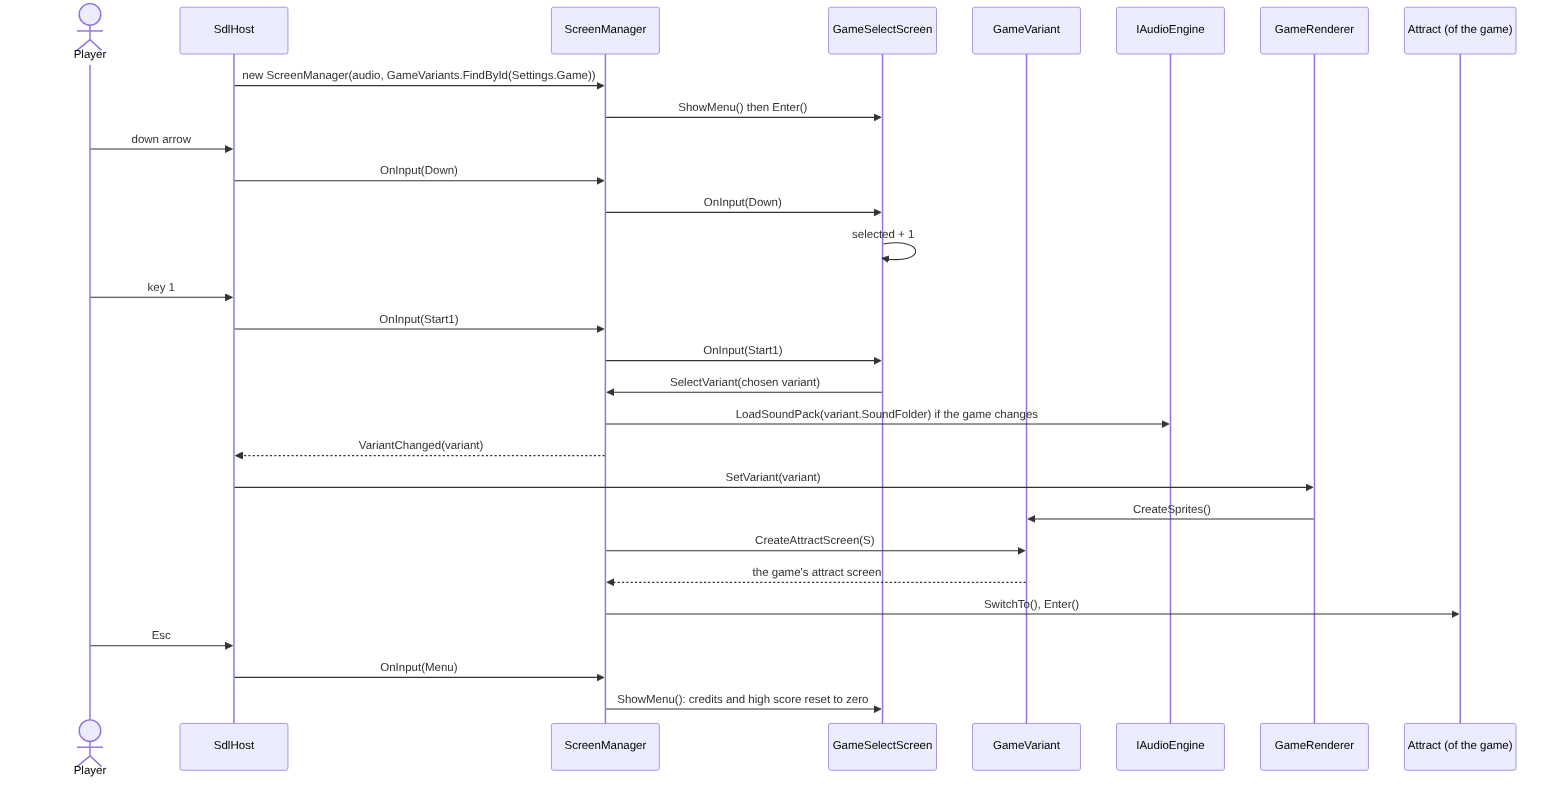 Player
SdlHost
ScreenManager
GameSelectScreen
GameVariant
IAudioEngine
GameRenderer
Attract (of the game)
new ScreenManager(audio, GameVariants.FindById(Settings.Game))
ShowMenu() then Enter()
down arrow
OnInput(Down)
OnInput(Down)
selected + 1
key 1
OnInput(Start1)
OnInput(Start1)
SelectVariant(chosen variant)
LoadSoundPack(variant.SoundFolder) if the game changes
VariantChanged(variant)
SetVariant(variant)
CreateSprites()
CreateAttractScreen(S)
the game's attract screen
SwitchTo(), Enter()
Esc
OnInput(Menu)
ShowMenu(): credits and high score reset to zero
Player
SdlHost
ScreenManager
GameSelectScreen
GameVariant
IAudioEngine
GameRenderer
Attract (of the game)